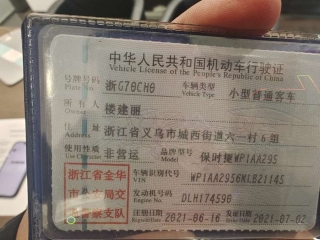 中华人民共和国机动车行驶证
Vehicle License of the People's Republic of China
号牌号码 Plate No. 浙G70CH0 车辆类型 Vehicle Type 小型普通客车
所有人 楼建丽
住址 浙江省义乌市城西街道六一村6组
使用性质 非营运 品牌型号 Model 保时捷WP1AA295
浙江省金华 车辆识别代号 VIN WP1AA2956KLB21145
市公安局交 发动机号码 Engine No. DLH174590
警察支队 注册日期 Register Date 2021-06-16 发证日期 Issue Date 2021-07-02